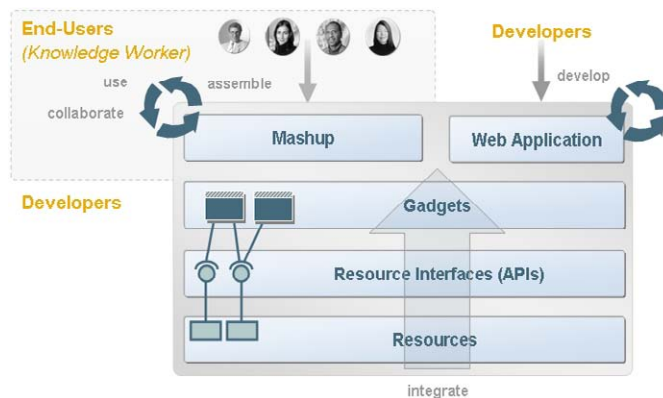 End-Users
(Knowledge Worker)
Developers
use
assemble
develop
collaborate
Mashup
Web Application
Developers
Gadgets
Resource Interfaces (APIs)
Resources
integrate